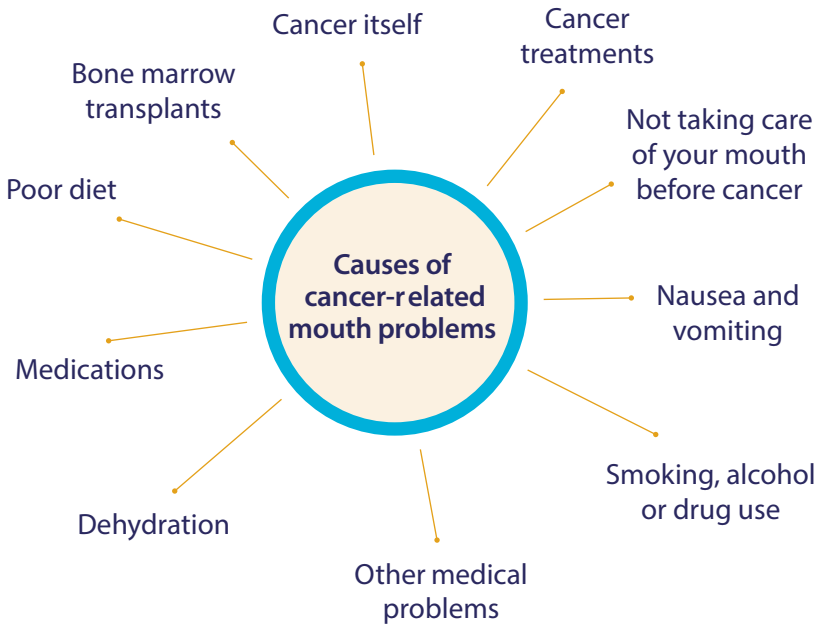 Cancer itself
Cancer
treatments
Bone marrow
transplants
Not taking care
of your mouth
before cancer
Poor diet
Causes of
cancer-related
mouth problems
Nausea and
vomiting
Medications
Smoking, alcohol
or drug use
Dehydration
Other medical
problems